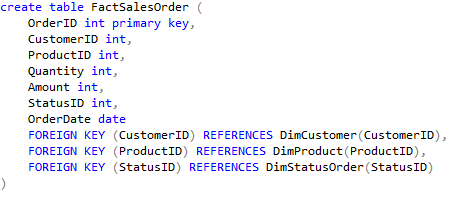 create table FactSalesOrder (
    OrderID int primary key,
    CustomerID int,
    ProductID int,
    Quantity int,
    Amount int,
    StatusID int,
    OrderDate date
    FOREIGN KEY (CustomerID) REFERENCES DimCustomer(CustomerID),
    FOREIGN KEY (ProductID) REFERENCES DimProduct(ProductID),
    FOREIGN KEY (StatusID) REFERENCES DimStatusOrder(StatusID)
)